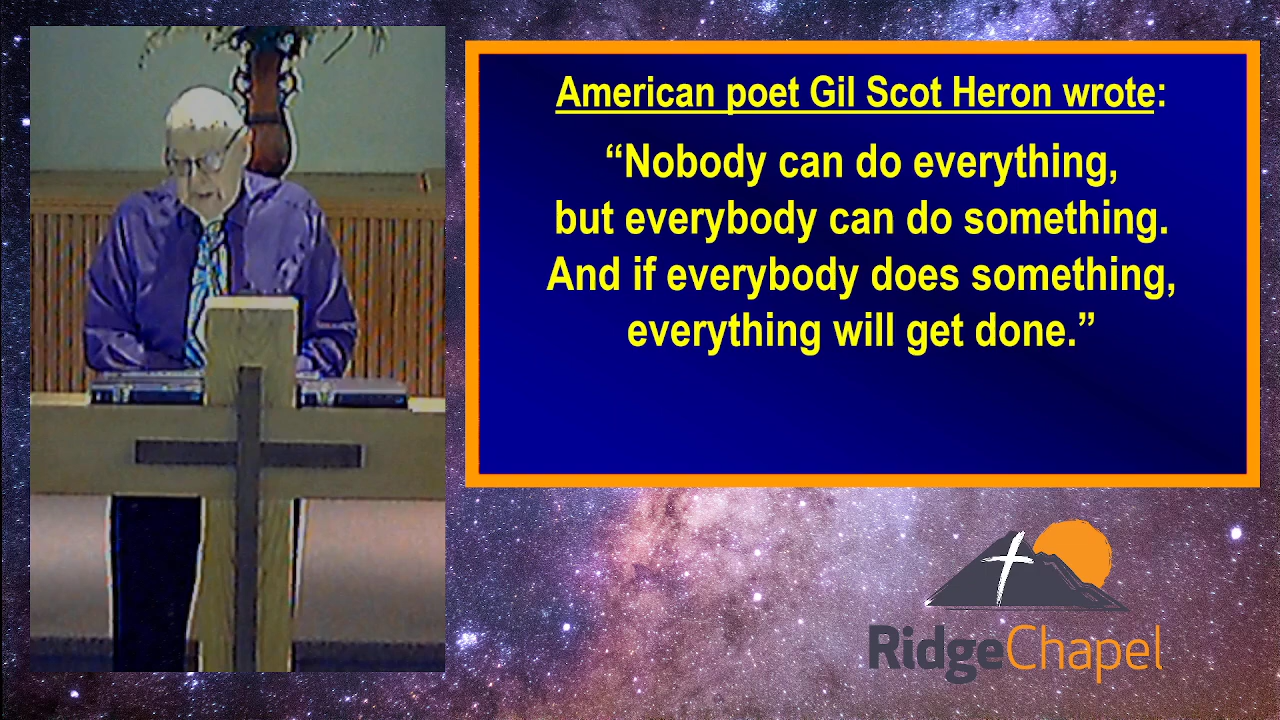 American poet Gil Scot Heron wrote:
“Nobody can do everything,
but everybody can do something.
And if everybody does something,
everything will get done.”
RidgeChapel